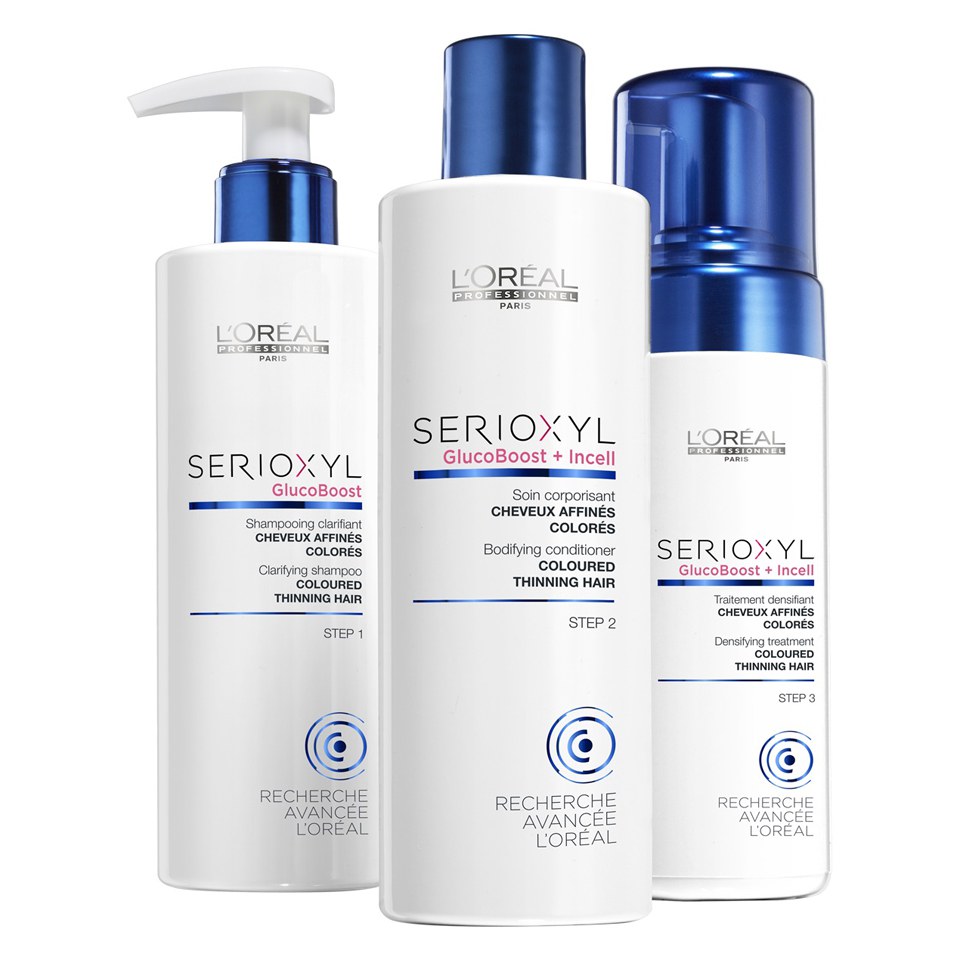 L'ORÉAL
PROFESSIONNEL
PARIS
SERIOXYL
GlucoBoost
Shampooing clarifiant
CHEVEUX AFFINÉS
COLORÉS
Clarifying shampoo
COLOURED
THINNING HAIR
STEP 1
RECHERCHE
AVANCÉE
L'ORÉAL
L'ORÉAL
PROFESSIONNEL
PARIS
SERIOXYL
GlucoBoost + Incell
Soin corporisant
CHEVEUX AFFINÉS
COLORÉS
Bodifying conditioner
COLOURED
THINNING HAIR
STEP 2
RECHERCHE
AVANCÉE
L'ORÉAL
L'ORÉAL
PROFESSIONNEL
PARIS
SERIOXYL
GlucoBoost + Incell
Traitement densifiant
CHEVEUX AFFINÉS
COLORÉS
Densifying treatment
COLOURED
THINNING HAIR
STEP 3
RECHERCHE
AVANCÉE
L'ORÉAL